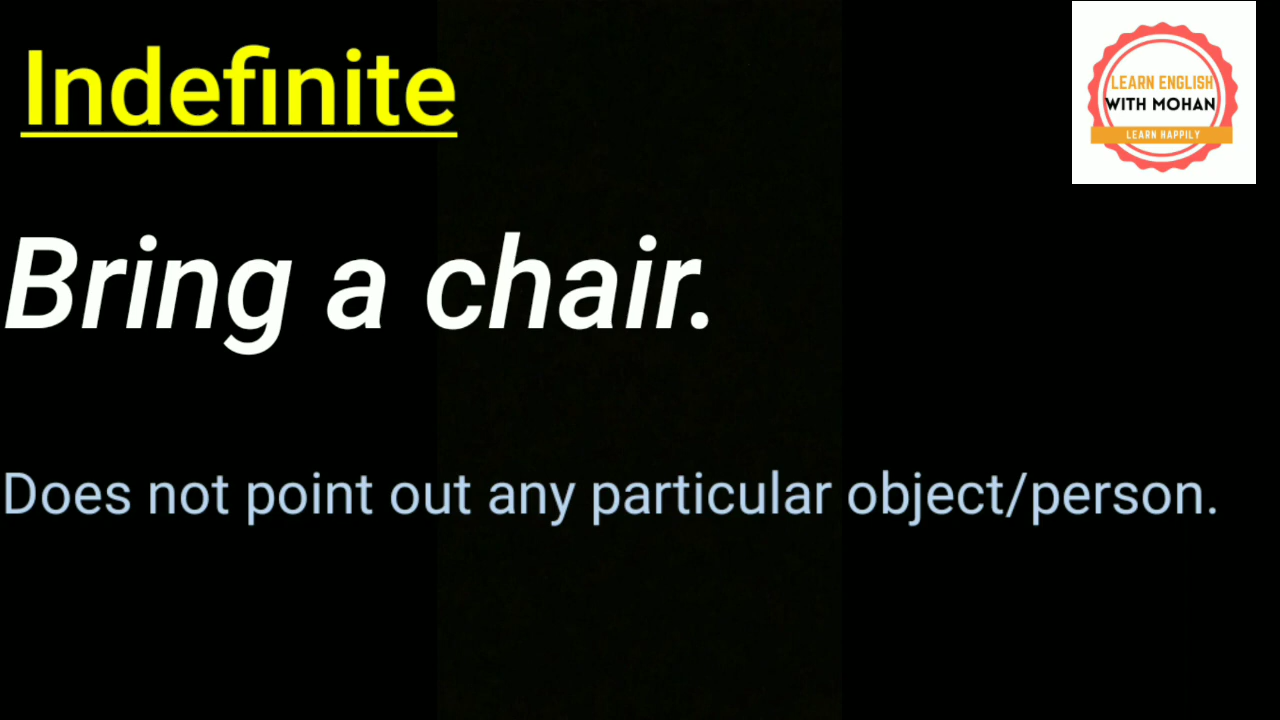 Indefinite
LEARN ENGLISH
WITH MOHAN
LEARN HAPPILY
Bring a chair.
Does not point out any particular object/person.